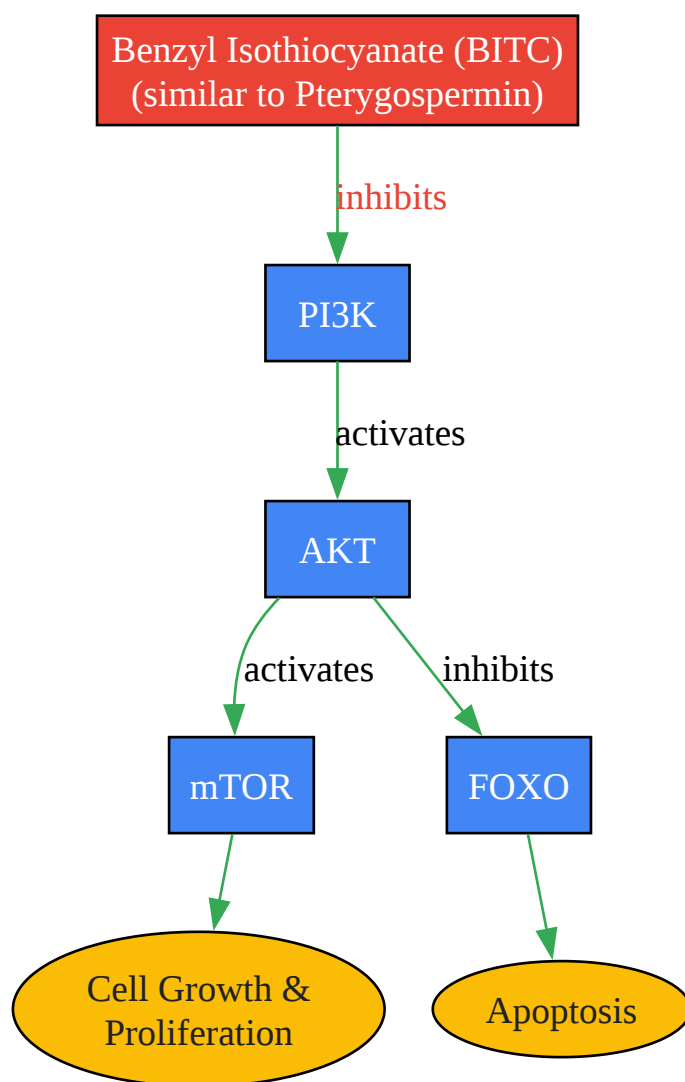 Benzyl Isothiocyanate (BITC)
(similar to Pterygospermin)
inhibits
PI3K
activates
AKT
activates
inhibits
mTOR
FOXO
Cell Growth &
Proliferation
Apoptosis